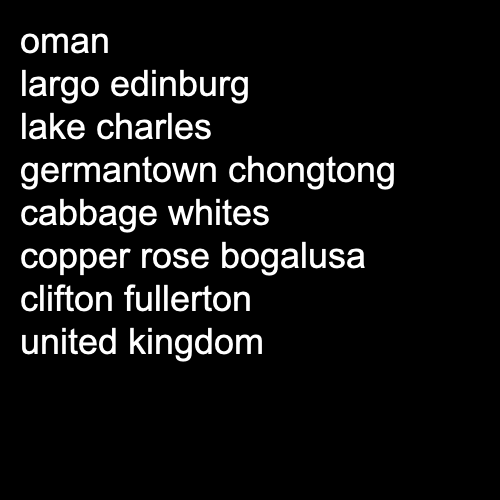 oman
largo edinburg
lake charles
germantown chongtong
cabbage whites
copper rose bogalusa
clifton fullerton
united kingdom